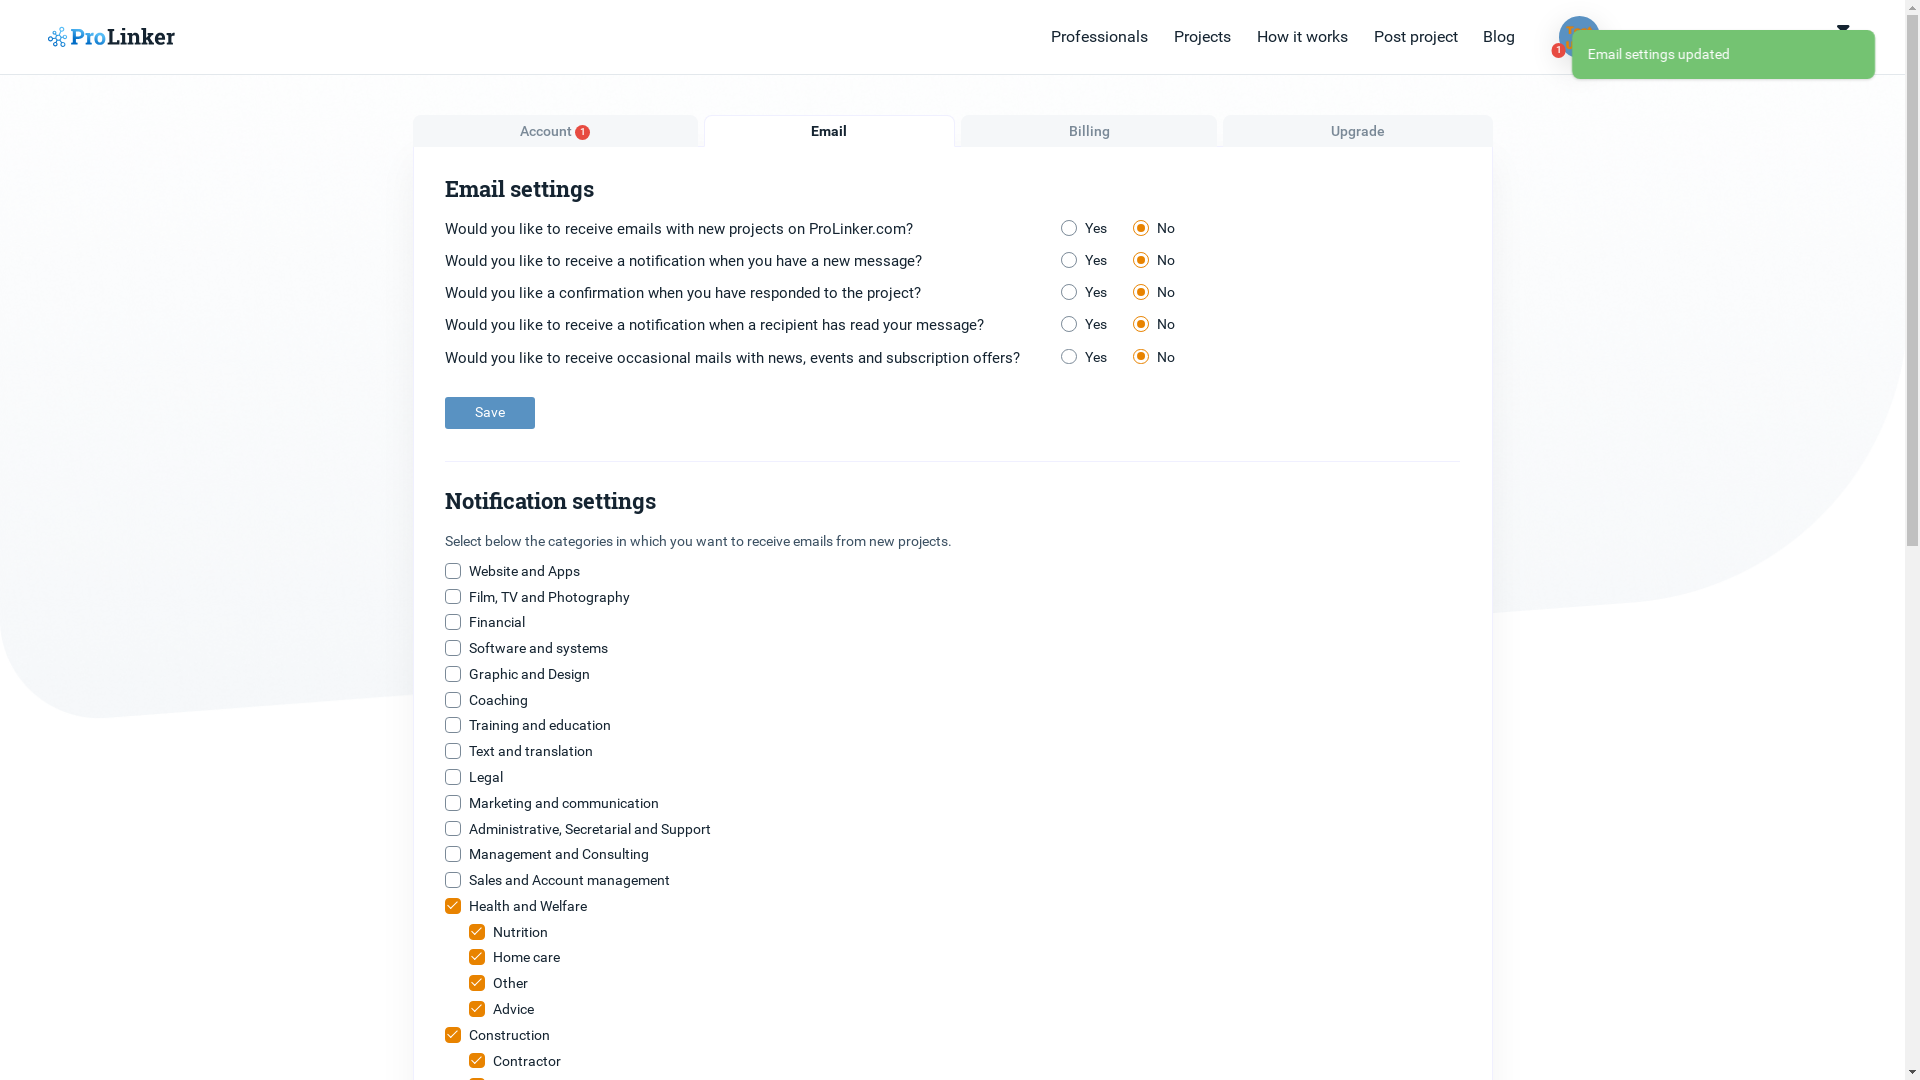 ProLinker
Professionals Projects How it works Post project Blog
1
Email settings updated
Account 1 Email Billing Upgrade
Email settings
Would you like to receive emails with new projects on ProLinker.com? Yes No
Would you like to receive a notification when you have a new message? Yes No
Would you like a confirmation when you have responded to the project? Yes No
Would you like to receive a notification when a recipient has read your message? Yes No
Would you like to receive occasional mails with news, events and subscription offers? Yes No
Save
Notification settings
Select below the categories in which you want to receive emails from new projects.
Website and Apps
Film, TV and Photography
Financial
Software and systems
Graphic and Design
Coaching
Training and education
Text and translation
Legal
Marketing and communication
Administrative, Secretarial and Support
Management and Consulting
Sales and Account management
Health and Welfare
Nutrition
Home care
Other
Advice
Construction
Contractor